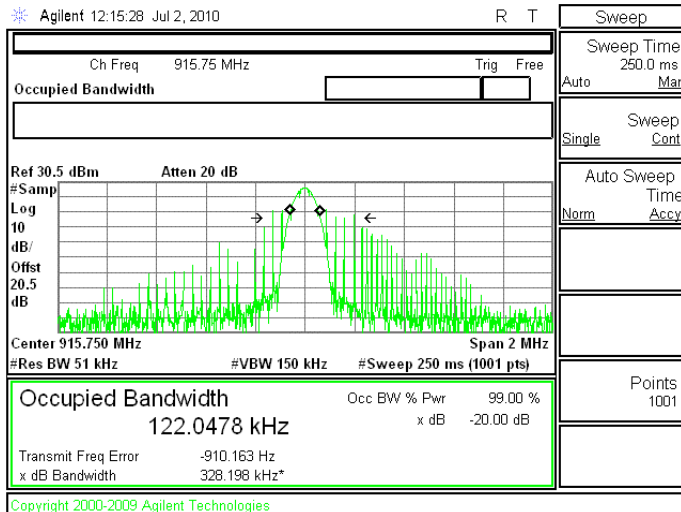 Agilent 12:15:28 Jul 2, 2010 R T
Ch Freq 915.75 MHz Trig Free
Occupied Bandwidth
Ref 30.5 dBm Atten 20 dB
#Samp
Log
10
dB/
Offst
20.5
dB
Center 915.750 MHz Span 2 MHz
#Res BW 51 kHz #VBW 150 kHz #Sweep 250 ms (1001 pts)
Occupied Bandwidth Occ BW % Pwr 99.00 %
122.0478 kHz x dB -20.00 dB
Transmit Freq Error -910.163 Hz
x dB Bandwidth 328.198 kHz*
Copyright 2000-2009 Agilent Technologies
Sweep
Sweep Time
250.0 ms
Auto Mar
Sweep
Single Cont
Auto Sweep
Time
Norm Accy
Points
1001